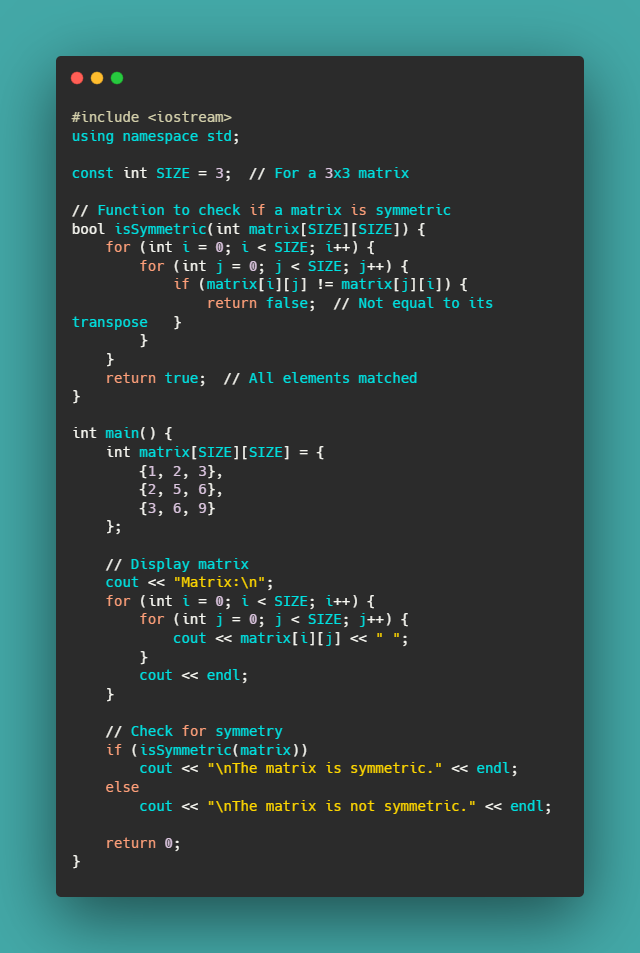 #include <iostream>
using namespace std;

const int SIZE = 3;  // For a 3x3 matrix

// Function to check if a matrix is symmetric
bool isSymmetric(int matrix[SIZE][SIZE]) {
    for (int i = 0; i < SIZE; i++) {
        for (int j = 0; j < SIZE; j++) {
            if (matrix[i][j] != matrix[j][i]) {
                return false;  // Not equal to its
transpose   }
        }
    }
    return true;  // All elements matched
}

int main() {
    int matrix[SIZE][SIZE] = {
        {1, 2, 3},
        {2, 5, 6},
        {3, 6, 9}
    };

    // Display matrix
    cout << "Matrix:\n";
    for (int i = 0; i < SIZE; i++) {
        for (int j = 0; j < SIZE; j++) {
            cout << matrix[i][j] << " ";
        }
        cout << endl;
    }

    // Check for symmetry
    if (isSymmetric(matrix))
        cout << "\nThe matrix is symmetric." << endl;
    else
        cout << "\nThe matrix is not symmetric." << endl;

    return 0;
}